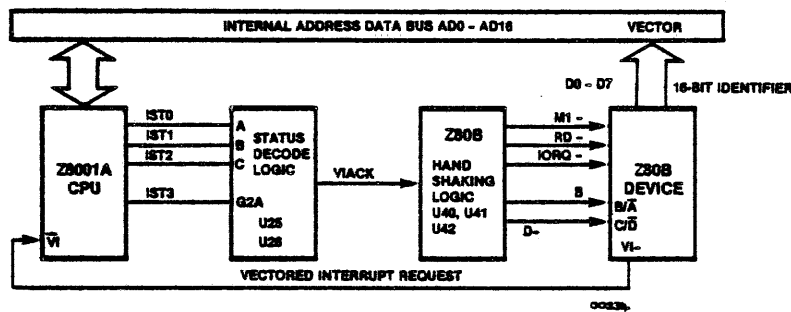 INTERNAL ADDRESS DATA BUS AD0 - AD16
VECTOR
D0 - D7
16-BIT IDENTIFIER
Z8001A
CPU
VI
IST0
IST1
IST2
IST3
A
B
C
G2A
STATUS
DECODE
LOGIC
U25
U26
VIACK
Z80B
HAND
SHAKING
LOGIC
U40, U41
U42
M1-
RD-
IORQ-
B
D-
Z80B
DEVICE
B/A
C/D
VI-
VECTORED INTERRUPT REQUEST